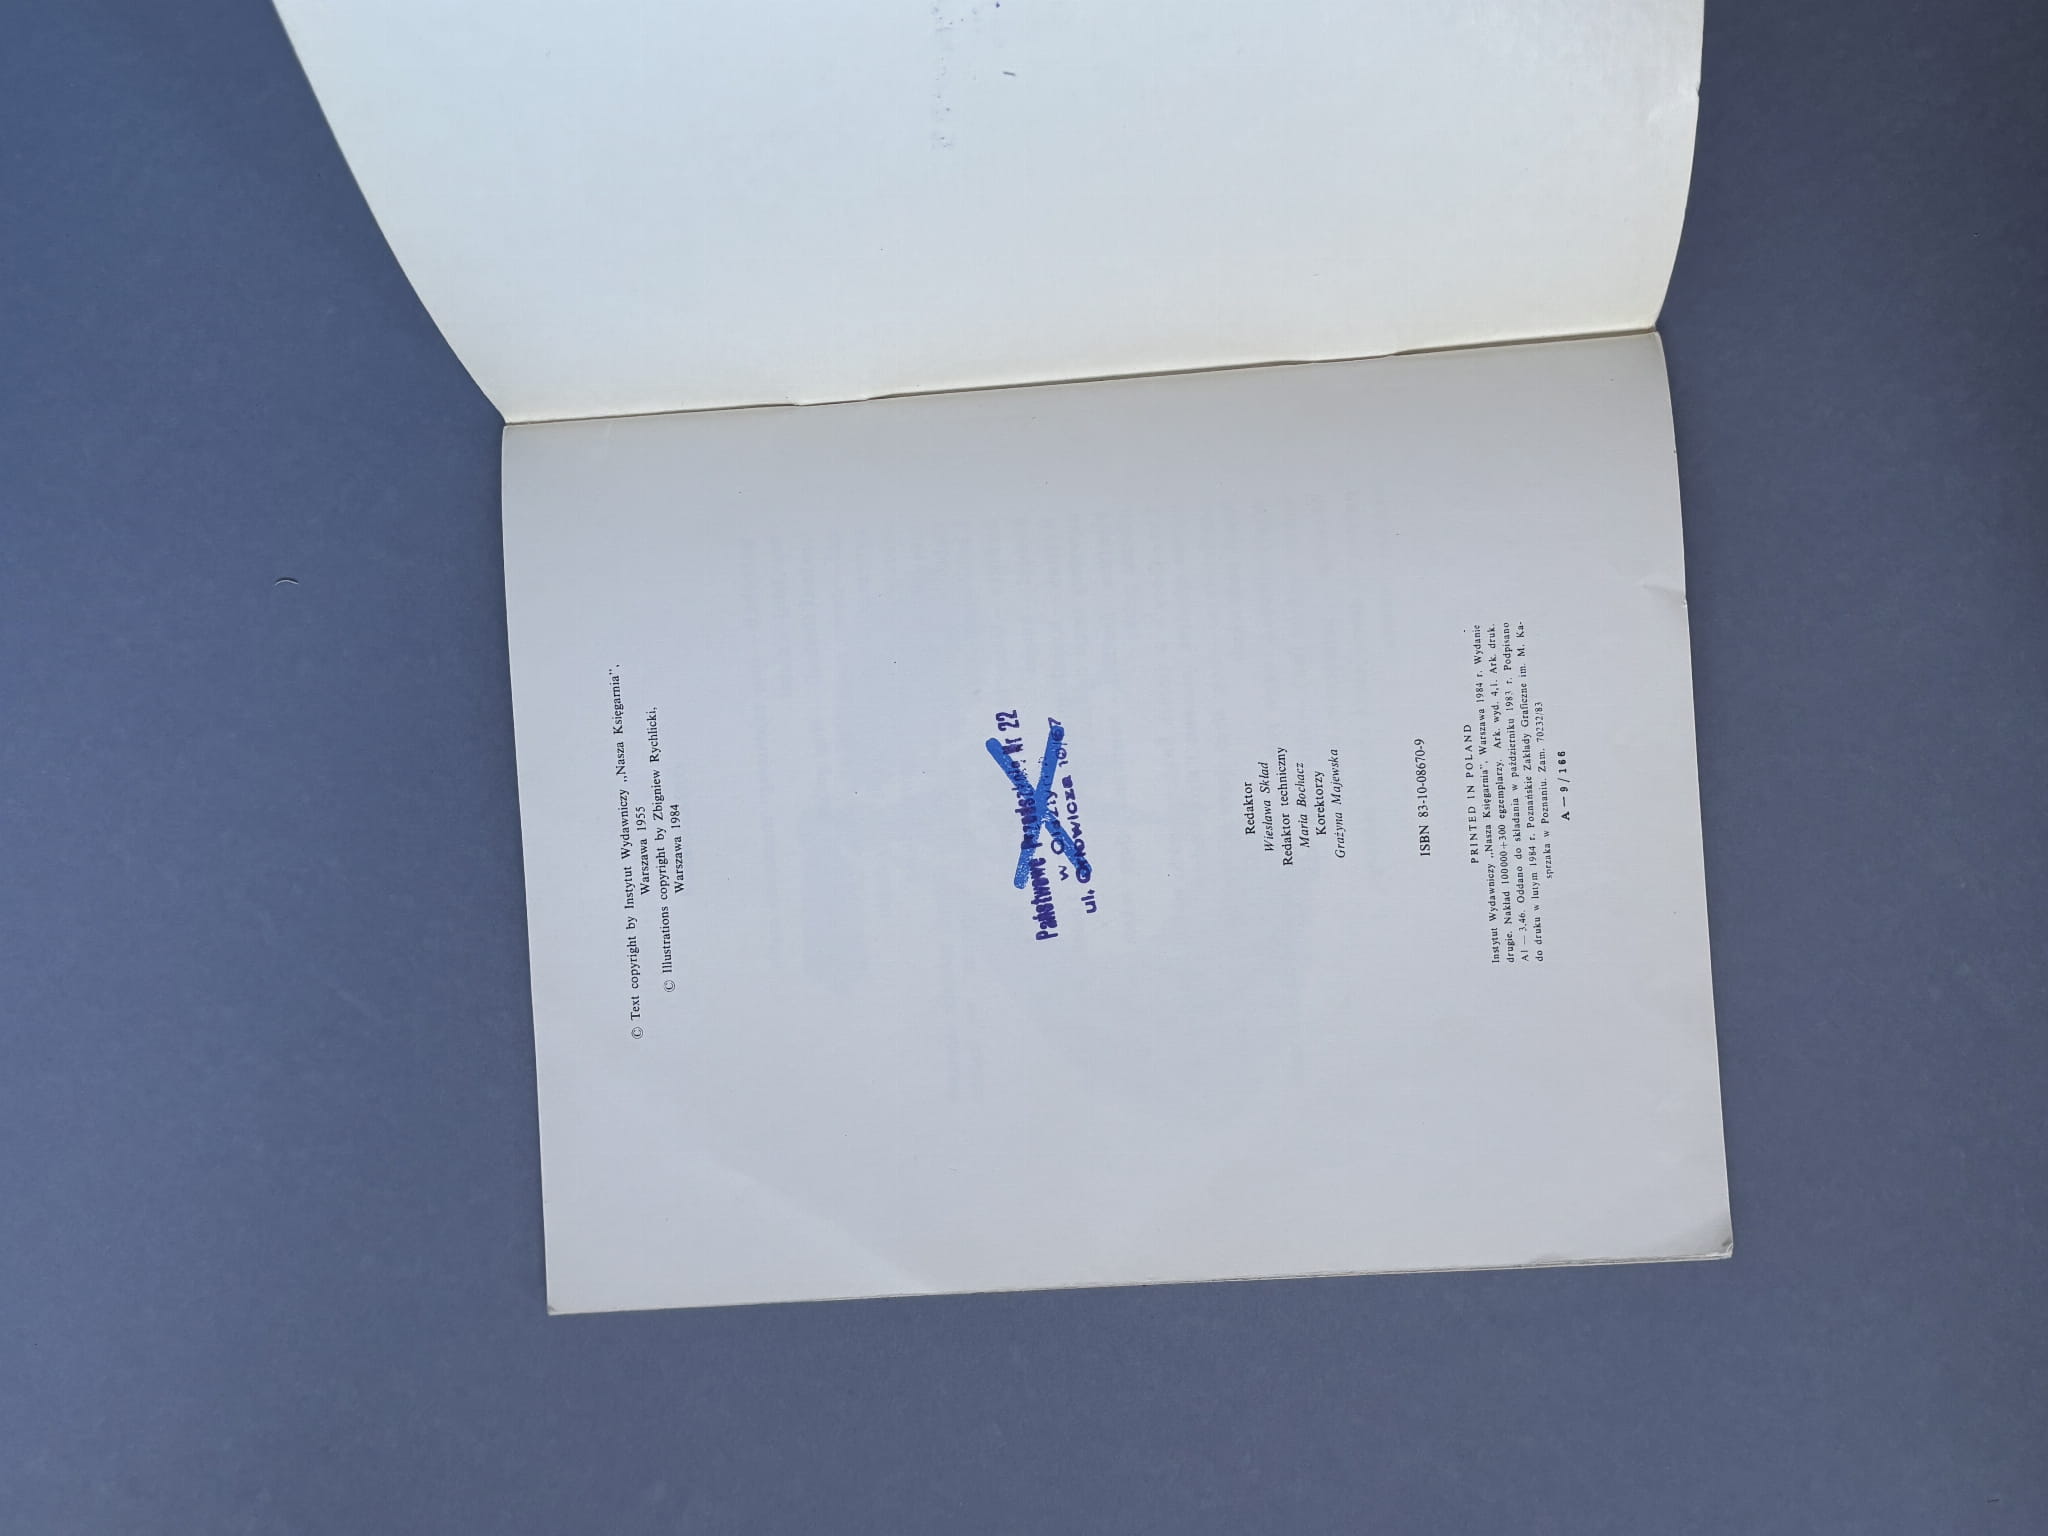 © Text copyright by Instytut Wydawniczy ,,Nasza Księgarnia”,
Warszawa 1955
© Illustrations copyright by Zbigniew Rychlicki,
Warszawa 1984
Państwowe Przedszkole Nr 22
w
ul.
Redaktor
Wiesława Skład
Redaktor techniczny
Maria Bochacz
Korektorzy
Grażyna Majewska
ISBN 83-10-08670-9
PRINTED IN POLAND
Instytut Wydawniczy ,,Nasza Księgarnia”, Warszawa 1984 r. Wydanie
drugie. Nakład 100000+300 egzemplarzy. Ark. wyd. 4,1. Ark. druk.
A1 — 3,46. Oddano do składania w październiku 1983 r. Podpisano
do druku w lutym 1984 r. Poznańskie Zakłady Graficzne im. M. Ka-
sprzaka w Poznaniu. Zam. 70232/83
A — 9/166